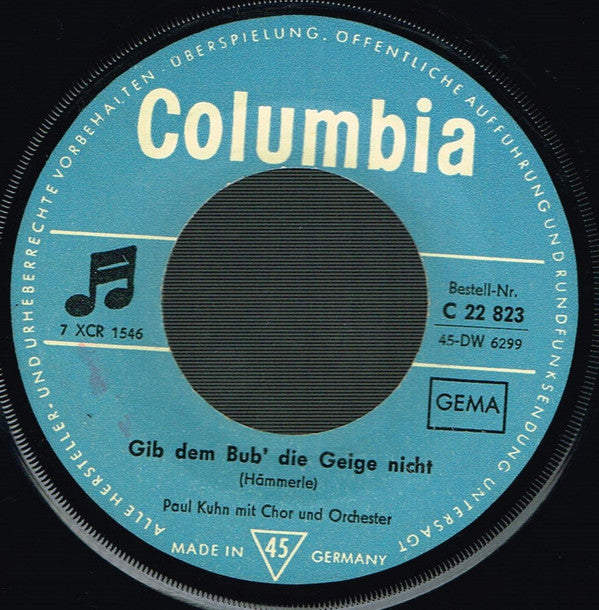 ALLE HERSTELLER- UND URHEBERRECHTE VORBEHALTEN · ÜBERSPIELUNG, ÖFFENTLICHE AUFFÜHRUNG UND RUNDFUNKSENDUNG UNTERSAGT
Columbia
7 XCR 1546
Bestell-Nr.
C 22 823
45-DW 6299
GEMA
Gib dem Bub' die Geige nicht
(Hämmerle)
Paul Kuhn mit Chor und Orchester
MADE IN 45 GERMANY